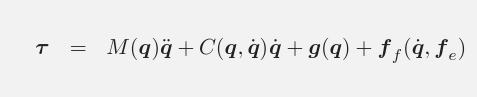 τ = M(q)q̈ + C(q, q̇)q̇ + g(q) + f_f(q̇, f_e)